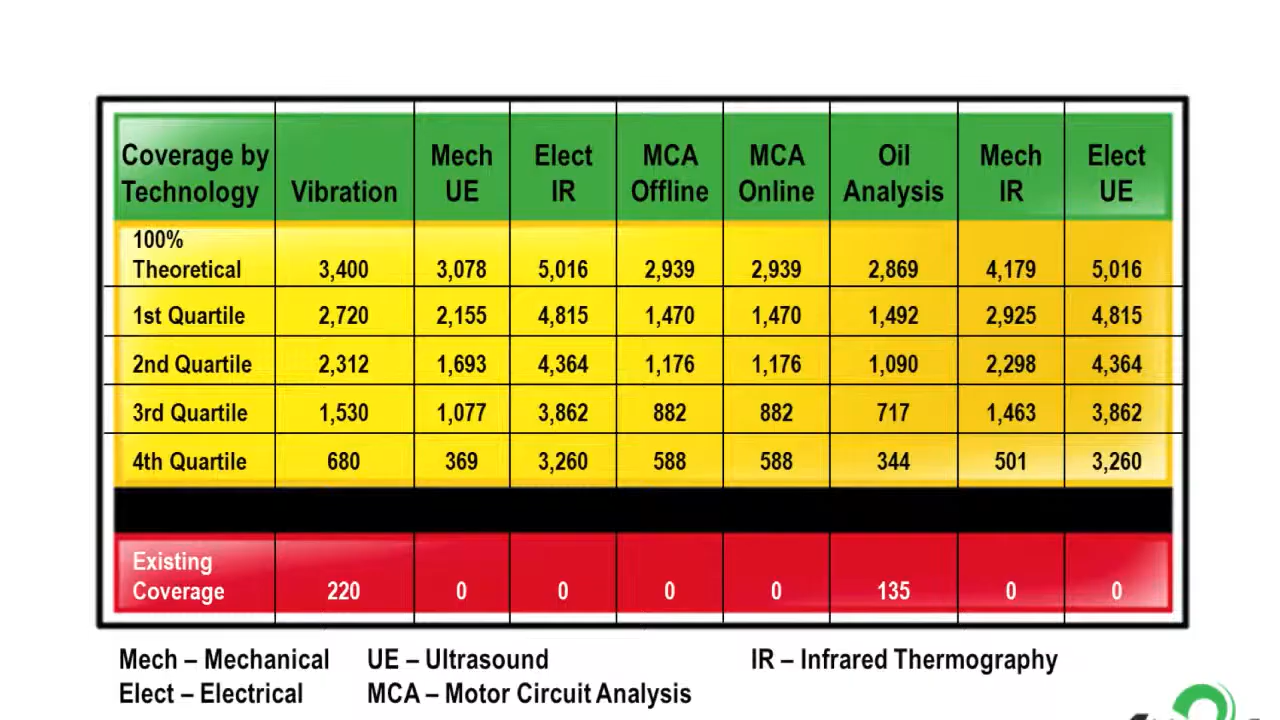 Coverage by Technology Vibration Mech UE Elect IR MCA Offline MCA Online Oil Analysis Mech IR Elect UE
100% Theoretical 3,400 3,078 5,016 2,939 2,939 2,869 4,179 5,016
1st Quartile 2,720 2,155 4,815 1,470 1,470 1,492 2,925 4,815
2nd Quartile 2,312 1,693 4,364 1,176 1,176 1,090 2,298 4,364
3rd Quartile 1,530 1,077 3,862 882 882 717 1,463 3,862
4th Quartile 680 369 3,260 588 588 344 501 3,260
Existing Coverage 220 0 0 0 0 135 0 0
Mech – Mechanical UE – Ultrasound IR – Infrared Thermography
Elect – Electrical MCA – Motor Circuit Analysis